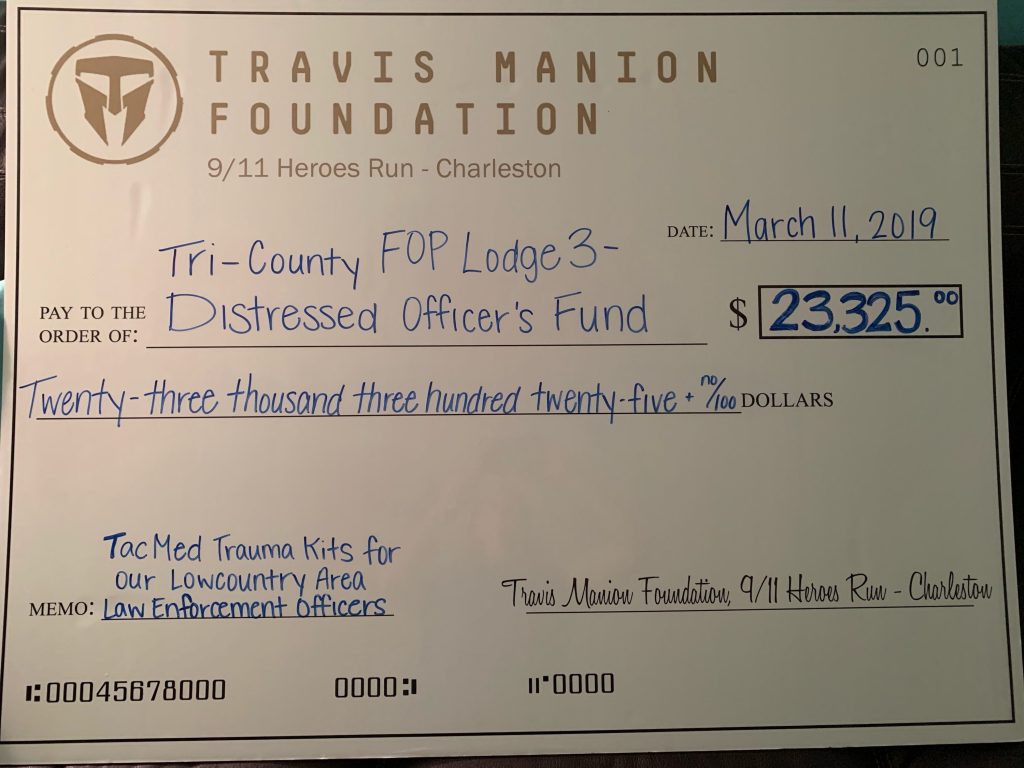 TRAVIS MANION
FOUNDATION
001
9/11 Heroes Run - Charleston
DATE: March 11, 2019
Tri-County FOP Lodge 3-
PAY TO THE
ORDER OF: Distressed Officer's Fund
$ 23,325.00
Twenty-three thousand three hundred twenty-five + no/100 DOLLARS
TacMed Trauma Kits for
our Lowcountry Area
MEMO: Law Enforcement Officers
Travis Manion Foundation, 9/11 Heroes Run - Charleston
⑆00045678000 0000⑆ ⑈0000